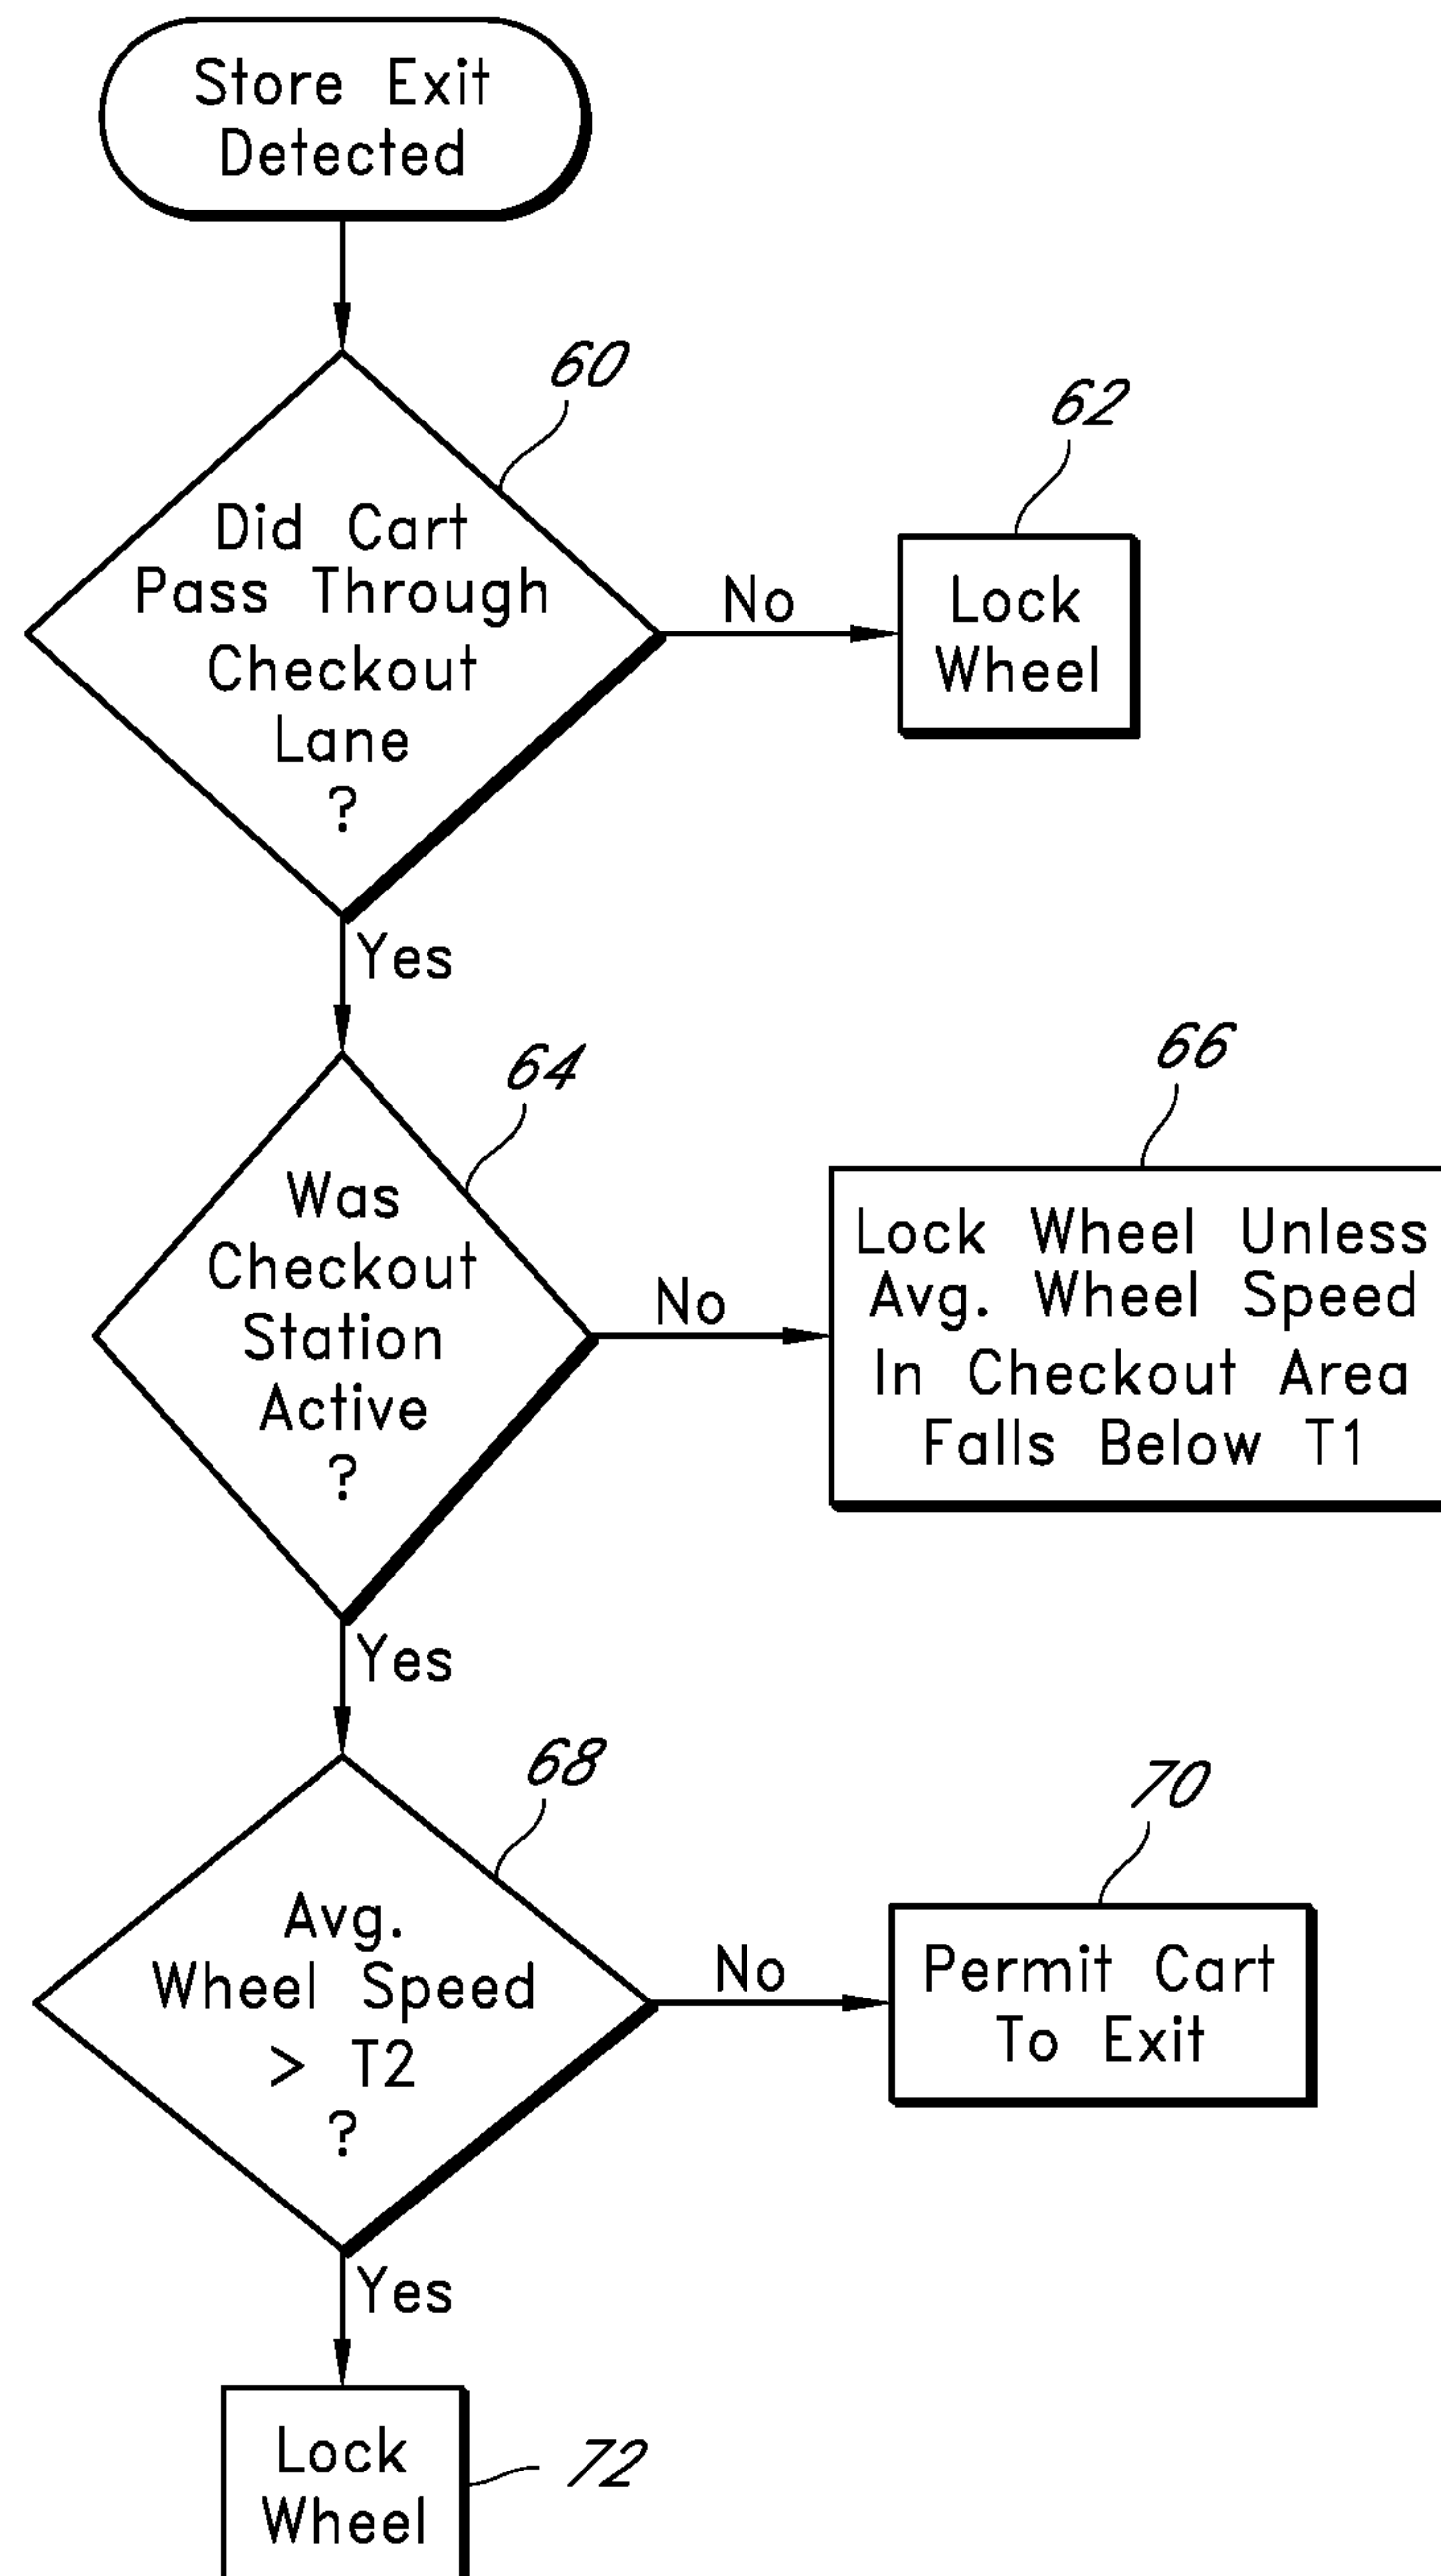 Store Exit
Detected
60
Did Cart
Pass Through
Checkout
Lane
?
No
62
Lock
Wheel
Yes
64
Was
Checkout
Station
Active
?
No
66
Lock Wheel Unless
Avg. Wheel Speed
In Checkout Area
Falls Below T1
Yes
68
Avg.
Wheel Speed
> T2
?
No
70
Permit Cart
To Exit
Yes
Lock
Wheel
72